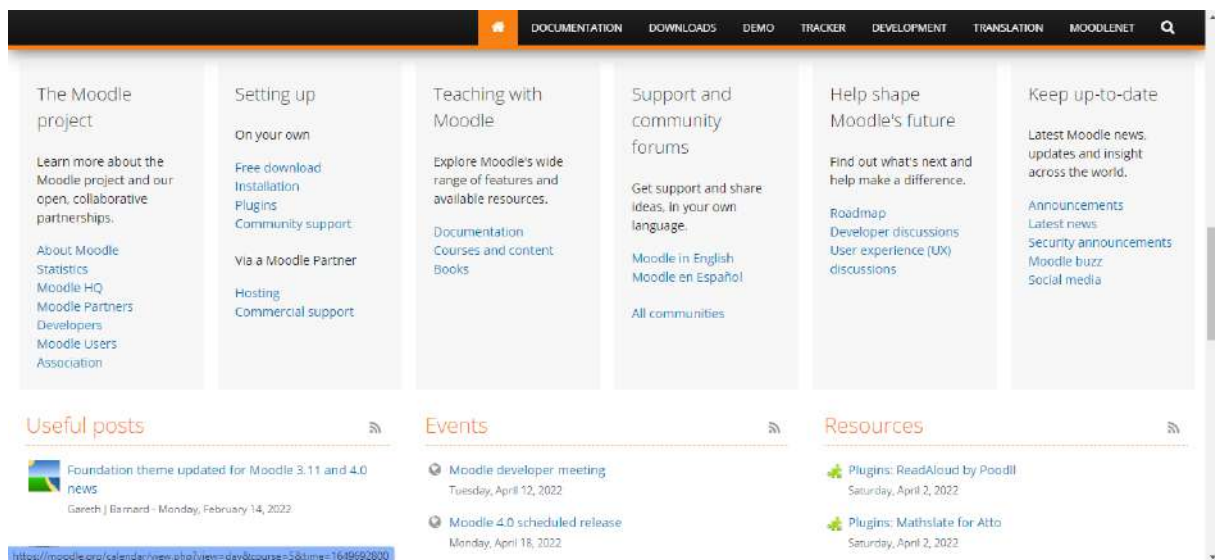 DOCUMENTATION DOWNLOADS DEMO TRACKER DEVELOPMENT TRANSLATION MOODLENET
The Moodle
project
Learn more about the
Moodle project and our
open, collaborative
partnerships.
About Moodle
Statistics
Moodle HQ
Moodle Partners
Developers
Moodle Users
Association
Setting up
On your own
Free download
Installation
Plugins
Community support
Via a Moodle Partner
Hosting
Commercial support
Teaching with
Moodle
Explore Moodle's wide
range of features and
available resources.
Documentation
Courses and content
Books
Support and
community
forums
Get support and share
ideas, in your own
language.
Moodle in English
Moodle en Español
All communities
Help shape
Moodle's future
Find out what's next and
help make a difference.
Roadmap
Developer discussions
User experience (UX)
discussions
Keep up-to-date
Latest Moodle news,
updates and insight
across the world.
Announcements
Latest news
Security announcements
Moodle buzz
Social media
Useful posts
Foundation theme updated for Moodle 3.11 and 4.0
news
Gareth J Barnard - Monday, February 14, 2022
Events
Moodle developer meeting
Tuesday, April 12, 2022
Moodle 4.0 scheduled release
Monday, April 18, 2022
Resources
Plugins: ReadAloud by Poodll
Saturday, April 2, 2022
Plugins: Mathslate for Atto
Saturday, April 2, 2022
https://moodle.org/calendar/view.php?view=day&course=5&time=1649692800